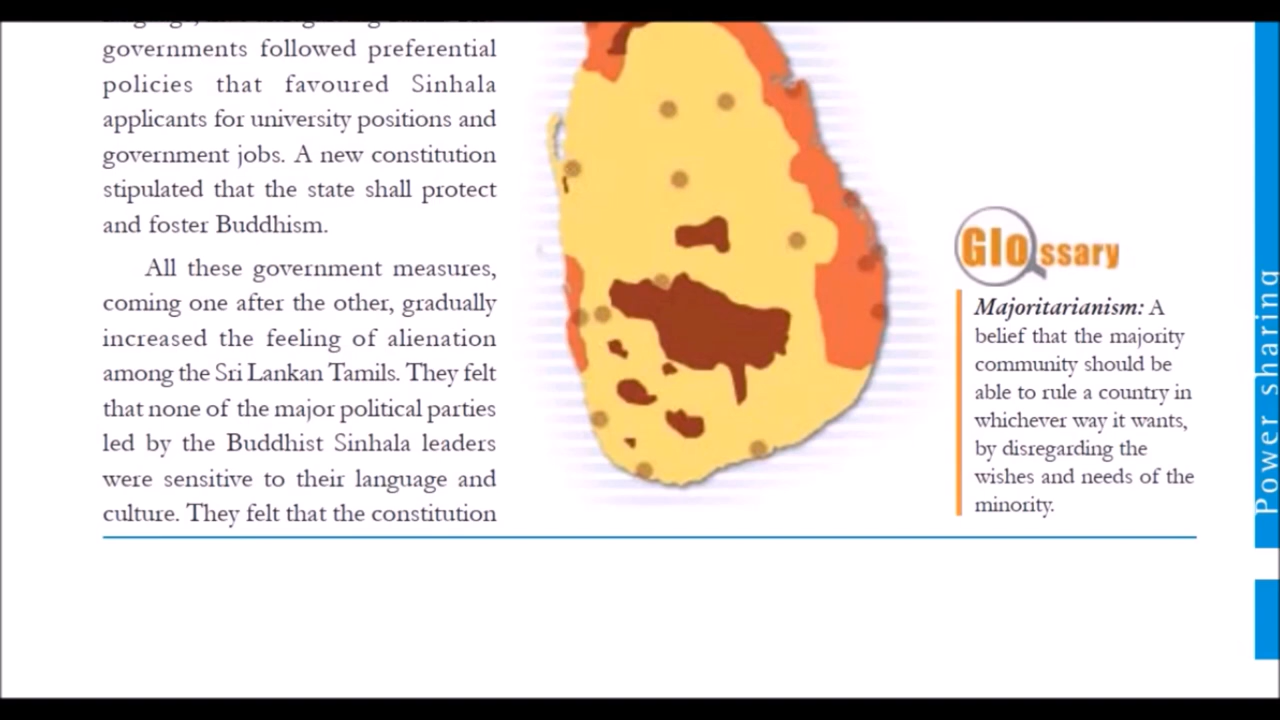 governments followed preferential
policies that favoured Sinhala
applicants for university positions and
government jobs. A new constitution
stipulated that the state shall protect
and foster Buddhism.
All these government measures,
coming one after the other, gradually
increased the feeling of alienation
among the Sri Lankan Tamils. They felt
that none of the major political parties
led by the Buddhist Sinhala leaders
were sensitive to their language and
culture. They felt that the constitution
Glossary
Majoritarianism: A
belief that the majority
community should be
able to rule a country in
whichever way it wants,
by disregarding the
wishes and needs of the
minority.
Power sharing